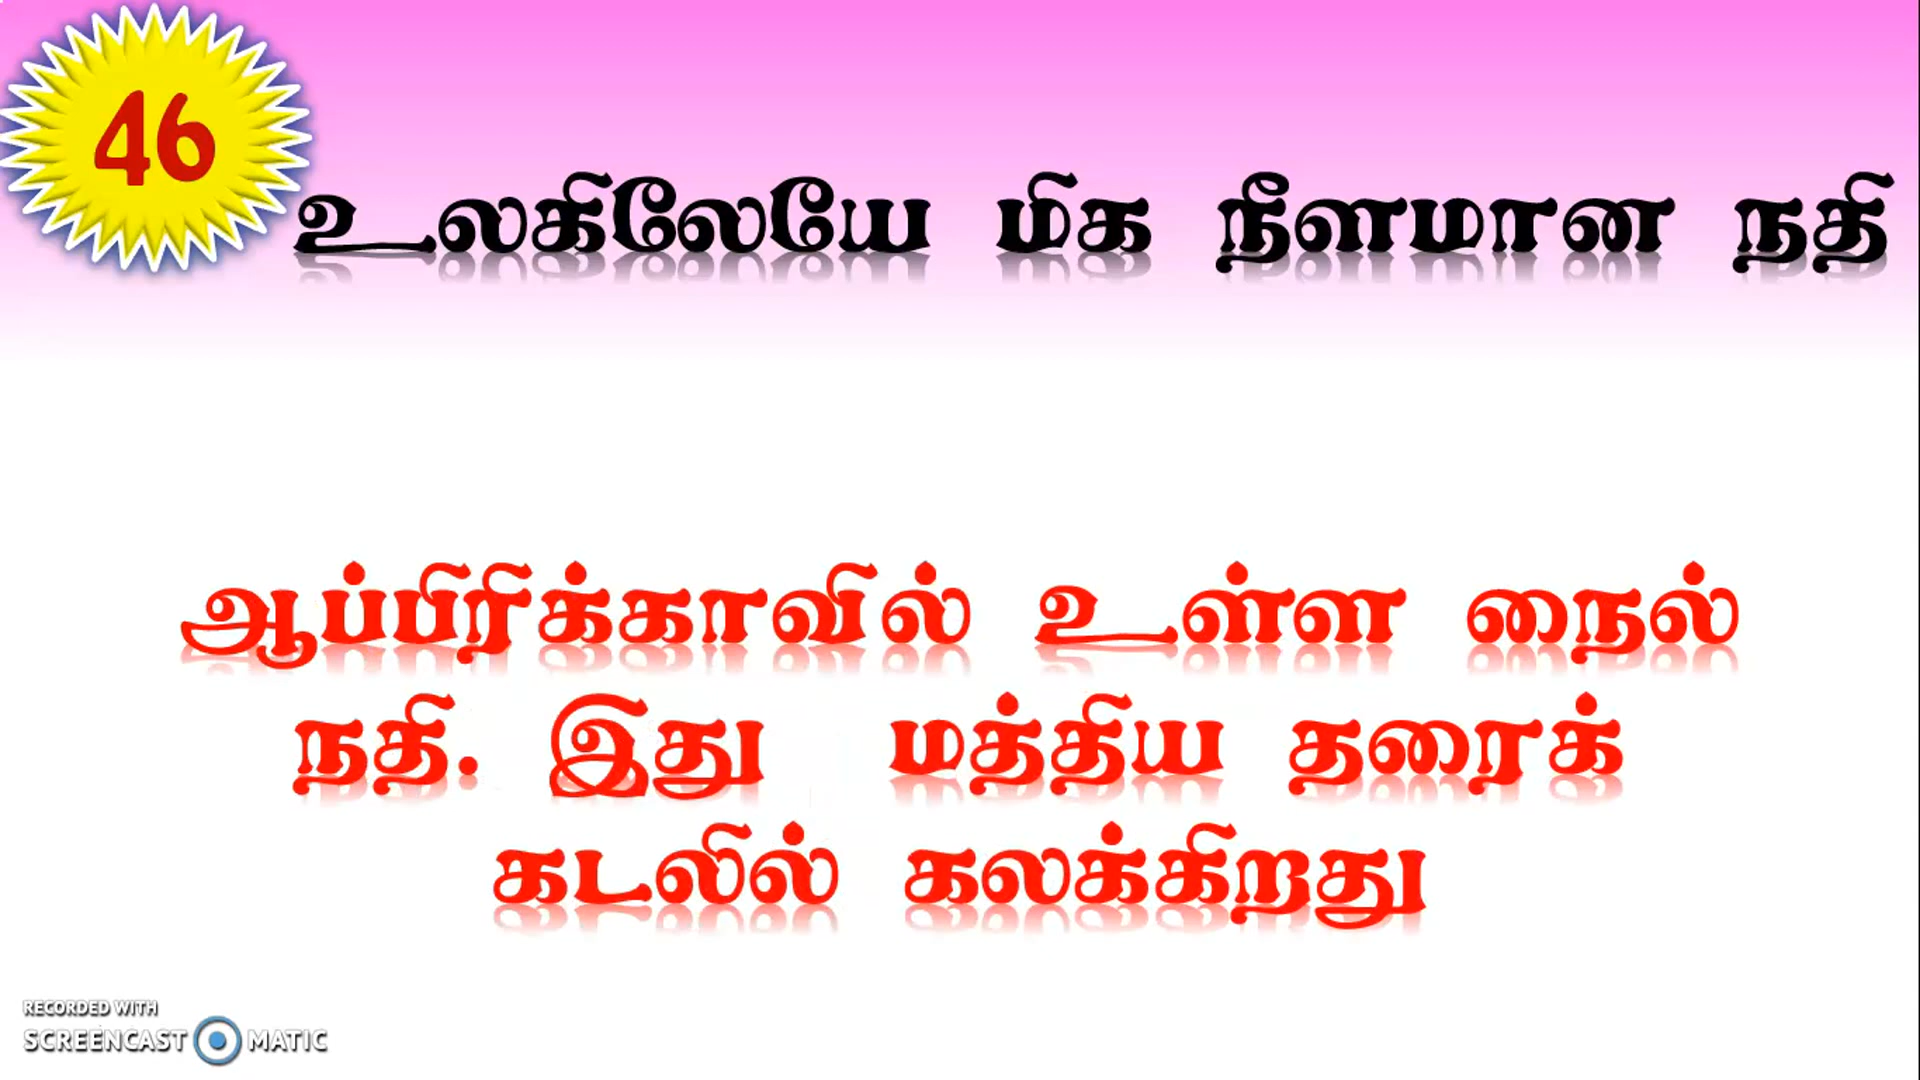 46
உலகிலேயே மிக நீளமான நதி
ஆப்பிரிக்காவில் உள்ள நைல்
நதி. இது மத்திய தரைக்
கடலில் கலக்கிறது
RECORDED WITH
SCREENCAST MATIC